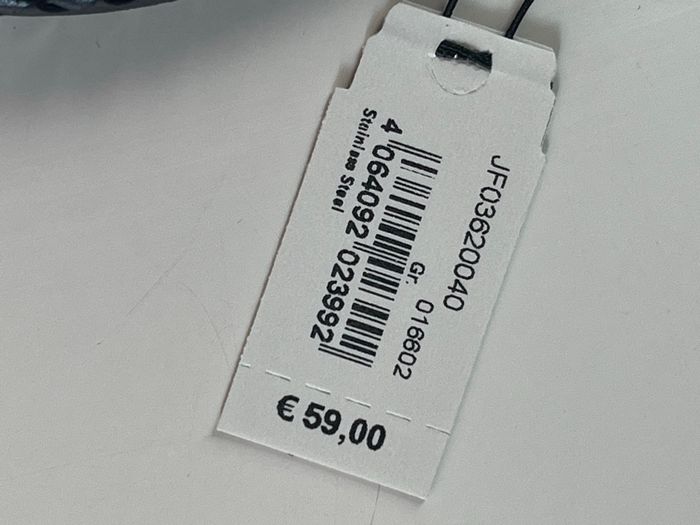 JF03620040
Gr. 016602
4 064092 023992
Stainless Steel
€ 59,00